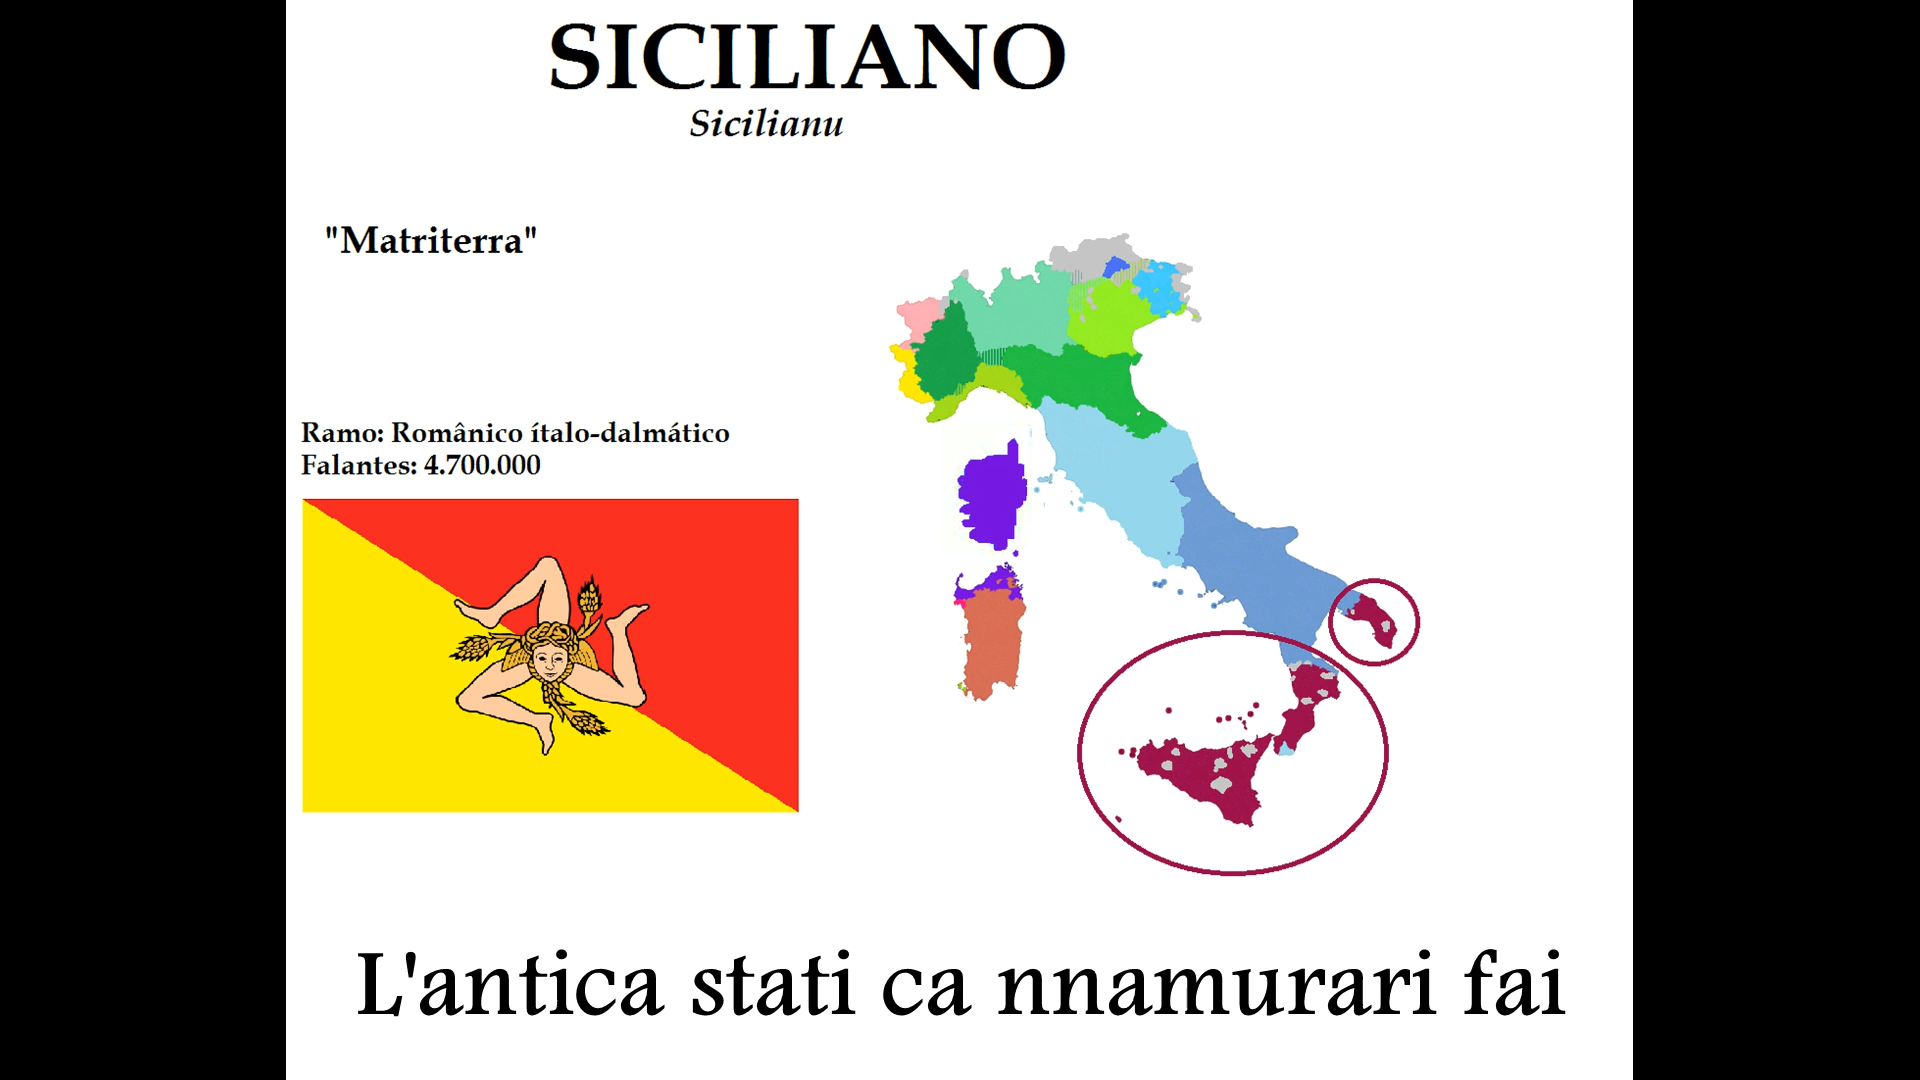 SICILIANO
Sicilianu
"Matriterra"
Ramo: Românico ítalo-dalmático
Falantes: 4.700.000
L'antica stati ca nnamurari fai